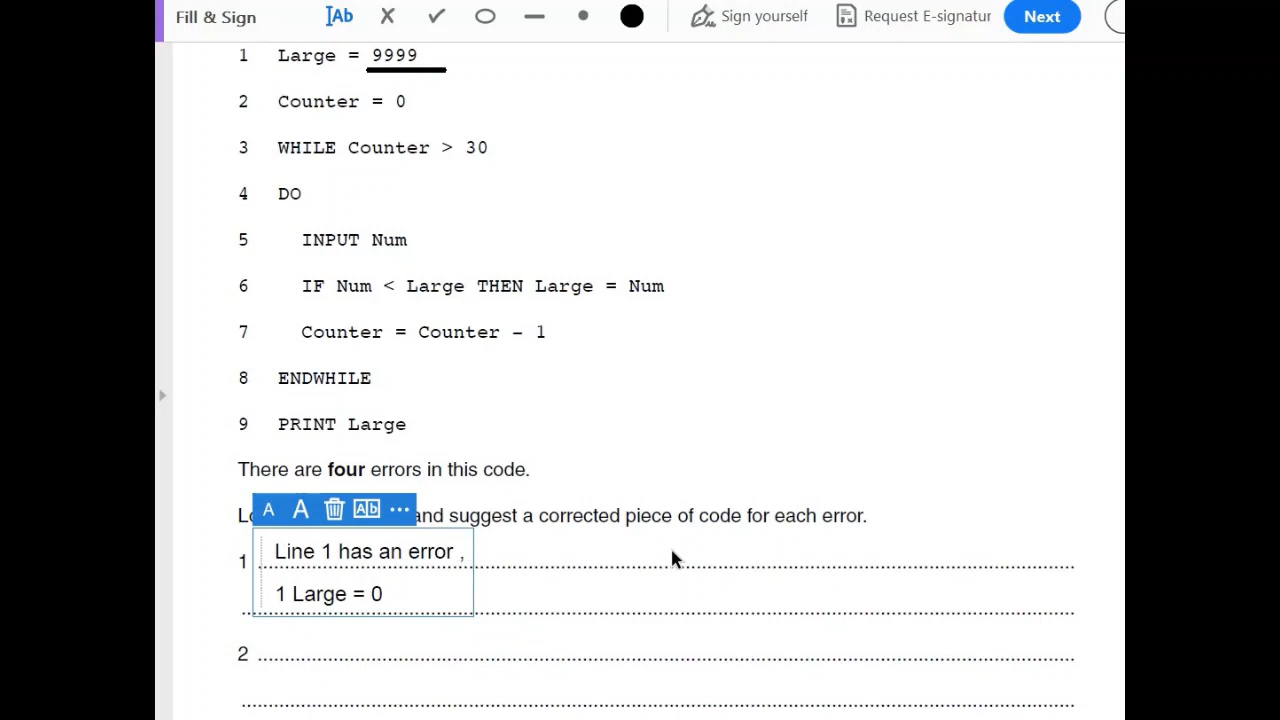 Fill & Sign
Ab
Sign yourself
Request E-signatur
Next
1 Large = 9999
2 Counter = 0
3 WHILE Counter > 30
4 DO
5 INPUT Num
6 IF Num < Large THEN Large = Num
7 Counter = Counter - 1
8 ENDWHILE
9 PRINT Large
There are four errors in this code.
A A Ab ...
and suggest a corrected piece of code for each error.
1 Line 1 has an error ,
1 Large = 0
2